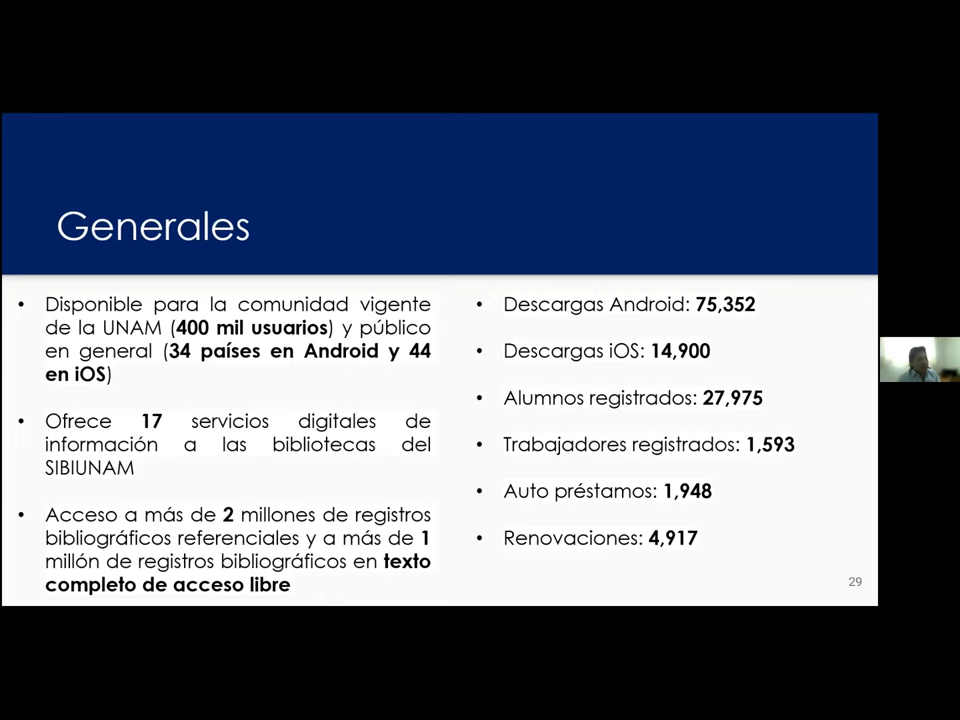 Generales
• Disponible para la comunidad vigente
de la UNAM (400 mil usuarios) y público
en general (34 países en Android y 44
en iOS)
• Ofrece 17 servicios digitales de
información a las bibliotecas del
SIBIUNAM
• Acceso a más de 2 millones de registros
bibliográficos referenciales y a más de 1
millón de registros bibliográficos en texto
completo de acceso libre
• Descargas Android: 75,352
• Descargas iOS: 14,900
• Alumnos registrados: 27,975
• Trabajadores registrados: 1,593
• Auto préstamos: 1,948
• Renovaciones: 4,917
29